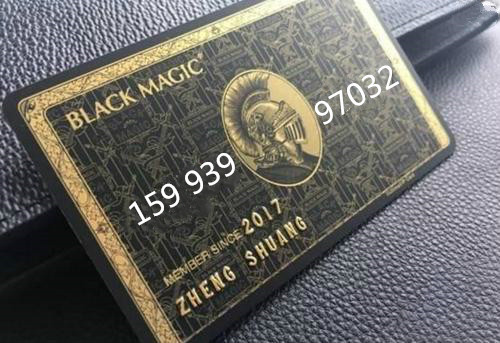 BLACK MAGIC
159 939
97032
MEMBER SINCE 2017
ZHENG SHUANG